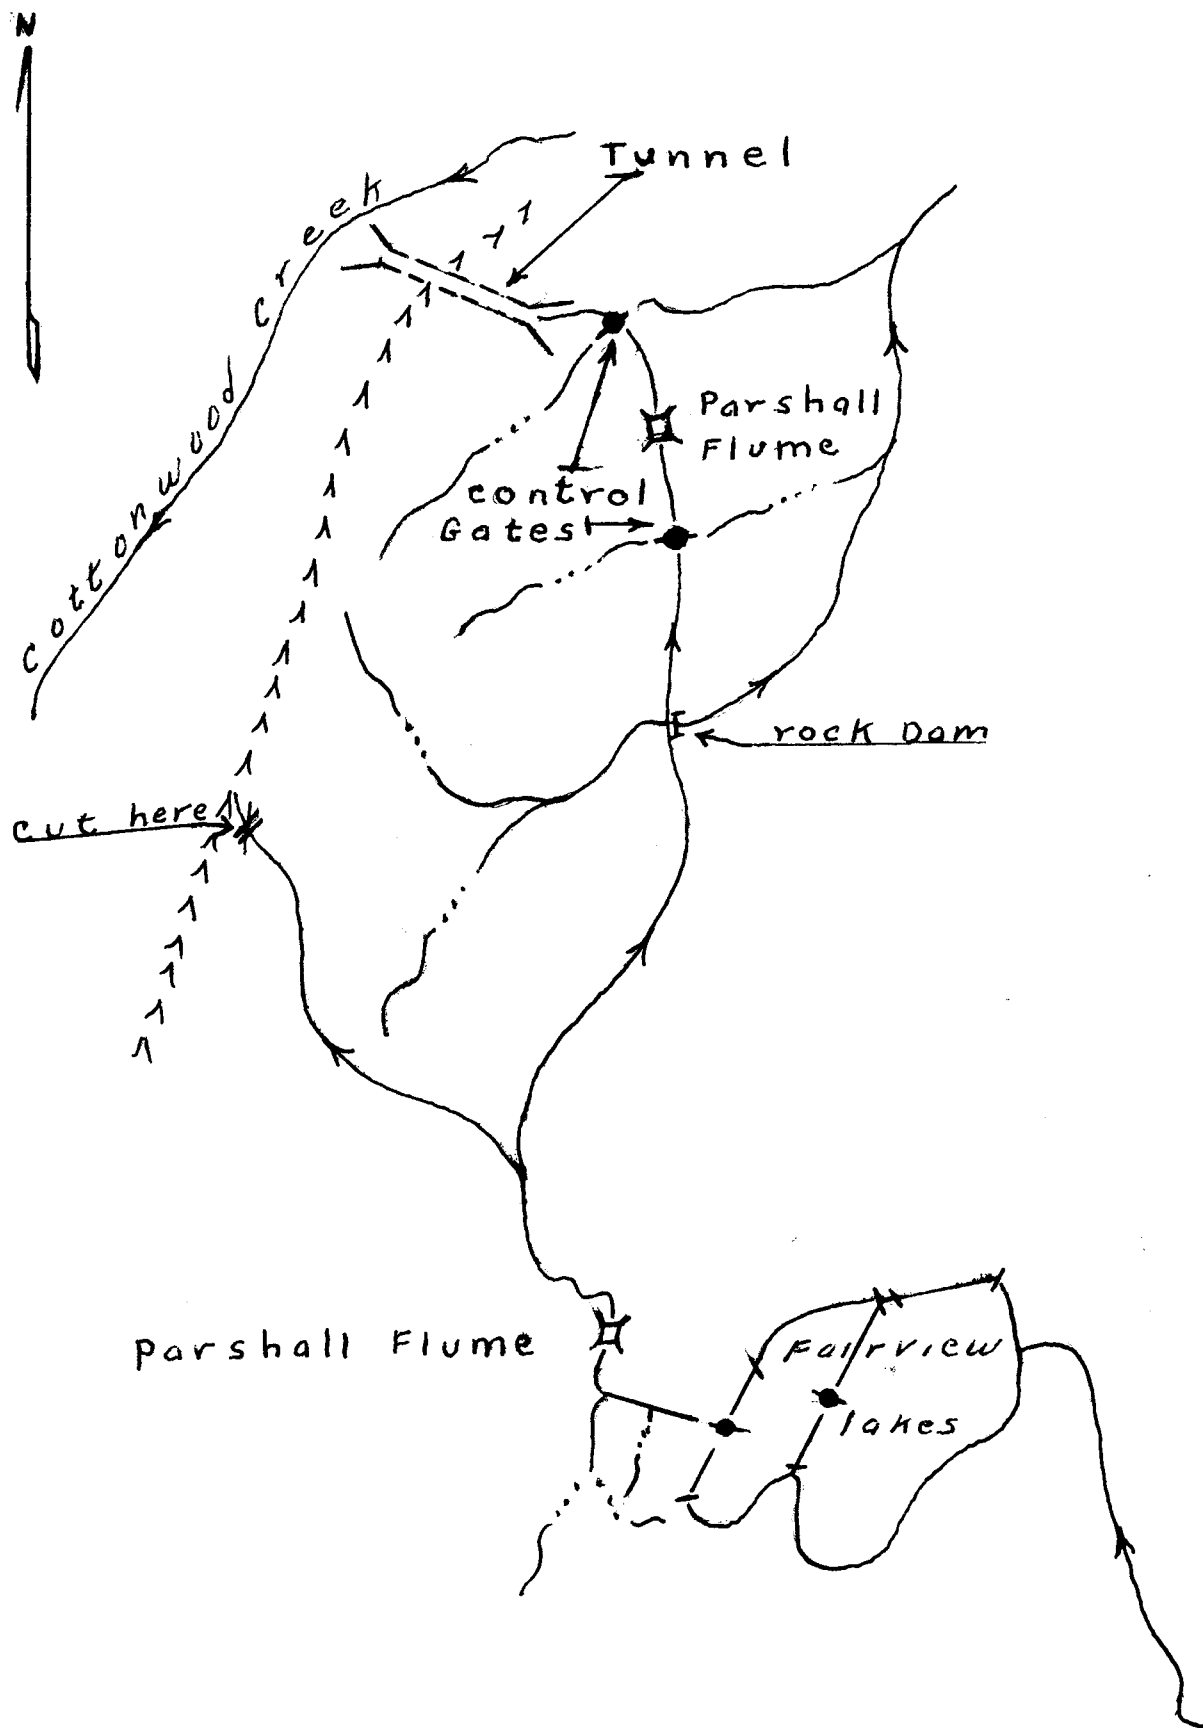 N
Tunnel
Cottonwood Creek
Parshall
Flume
control
Gates
rock Dam
cut here
Parshall Flume
Fairview
lakes